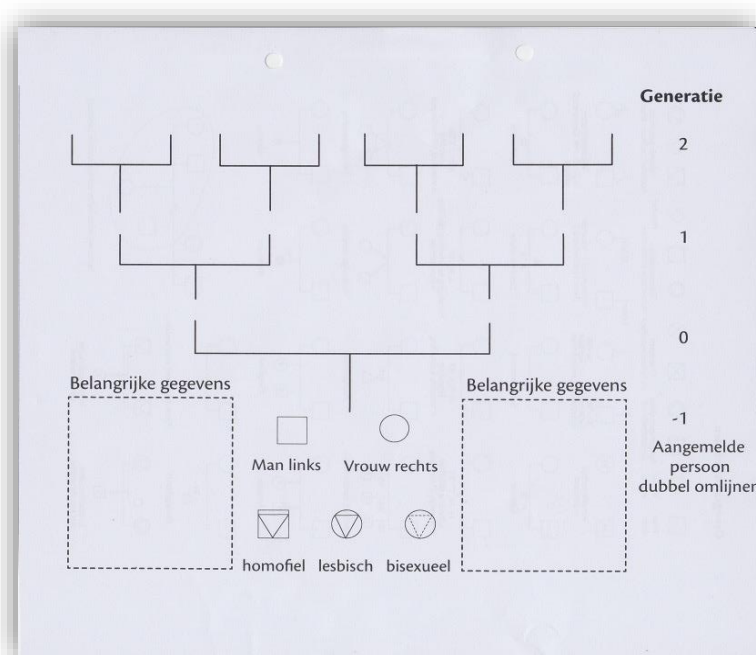 Generatie
2
1
0
Belangrijke gegevens
Belangrijke gegevens
-1
Man links Vrouw rechts
Aangemelde
persoon
dubbel omlijnen
homofiel lesbisch bisexueel